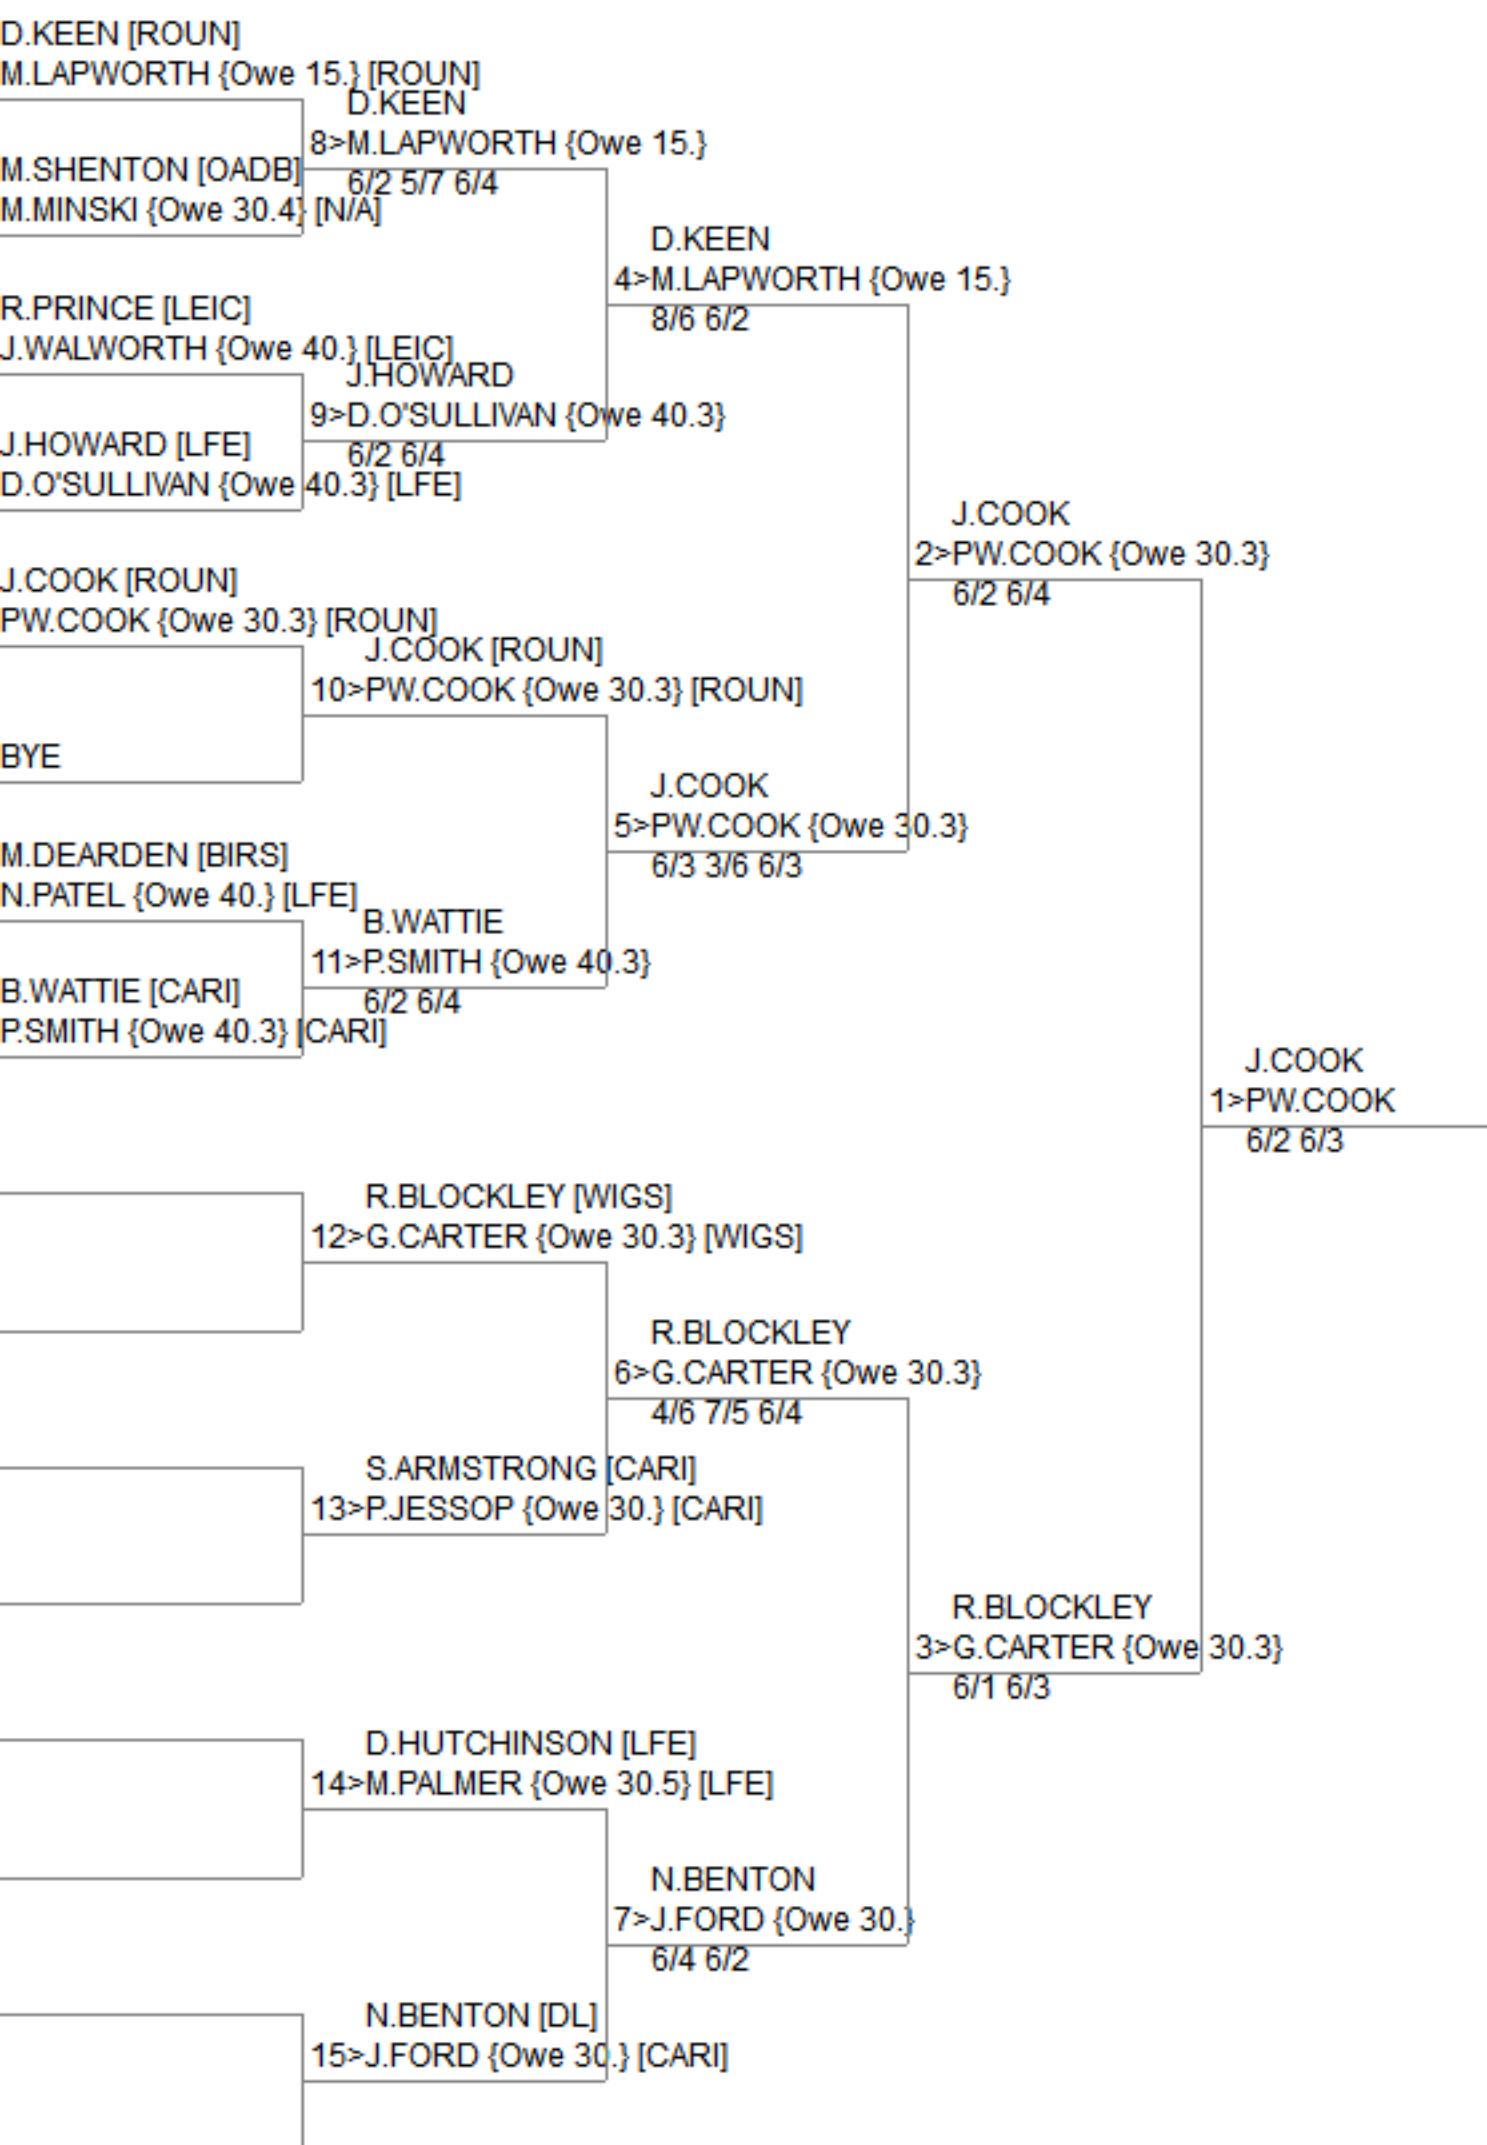 D.KEEN [ROUN]
M.LAPWORTH {Owe 15.} [ROUN]
D.KEEN
8>M.LAPWORTH {Owe 15.}
6/2 5/7 6/4
M.SHENTON [OADB]
M.MINSKI {Owe 30.4} [N/A]
D.KEEN
4>M.LAPWORTH {Owe 15.}
8/6 6/2
R.PRINCE [LEIC]
J.WALWORTH {Owe 40.} [LEIC]
J.HOWARD
9>D.O'SULLIVAN {Owe 40.3}
6/2 6/4
J.HOWARD [LFE]
D.O'SULLIVAN {Owe 40.3} [LFE]
J.COOK
2>PW.COOK {Owe 30.3}
6/2 6/4
J.COOK [ROUN]
PW.COOK {Owe 30.3} [ROUN]
J.COOK [ROUN]
10>PW.COOK {Owe 30.3} [ROUN]
BYE
J.COOK
5>PW.COOK {Owe 30.3}
6/3 3/6 6/3
M.DEARDEN [BIRS]
N.PATEL {Owe 40.} [LFE]
B.WATTIE
11>P.SMITH {Owe 40.3}
6/2 6/4
B.WATTIE [CARI]
P.SMITH {Owe 40.3} [CARI]
J.COOK
1>PW.COOK
6/2 6/3
R.BLOCKLEY [WIGS]
12>G.CARTER {Owe 30.3} [WIGS]
R.BLOCKLEY
6>G.CARTER {Owe 30.3}
4/6 7/5 6/4
S.ARMSTRONG [CARI]
13>P.JESSOP {Owe 30.} [CARI]
R.BLOCKLEY
3>G.CARTER {Owe 30.3}
6/1 6/3
D.HUTCHINSON [LFE]
14>M.PALMER {Owe 30.5} [LFE]
N.BENTON
7>J.FORD {Owe 30.}
6/4 6/2
N.BENTON [DL]
15>J.FORD {Owe 30.} [CARI]